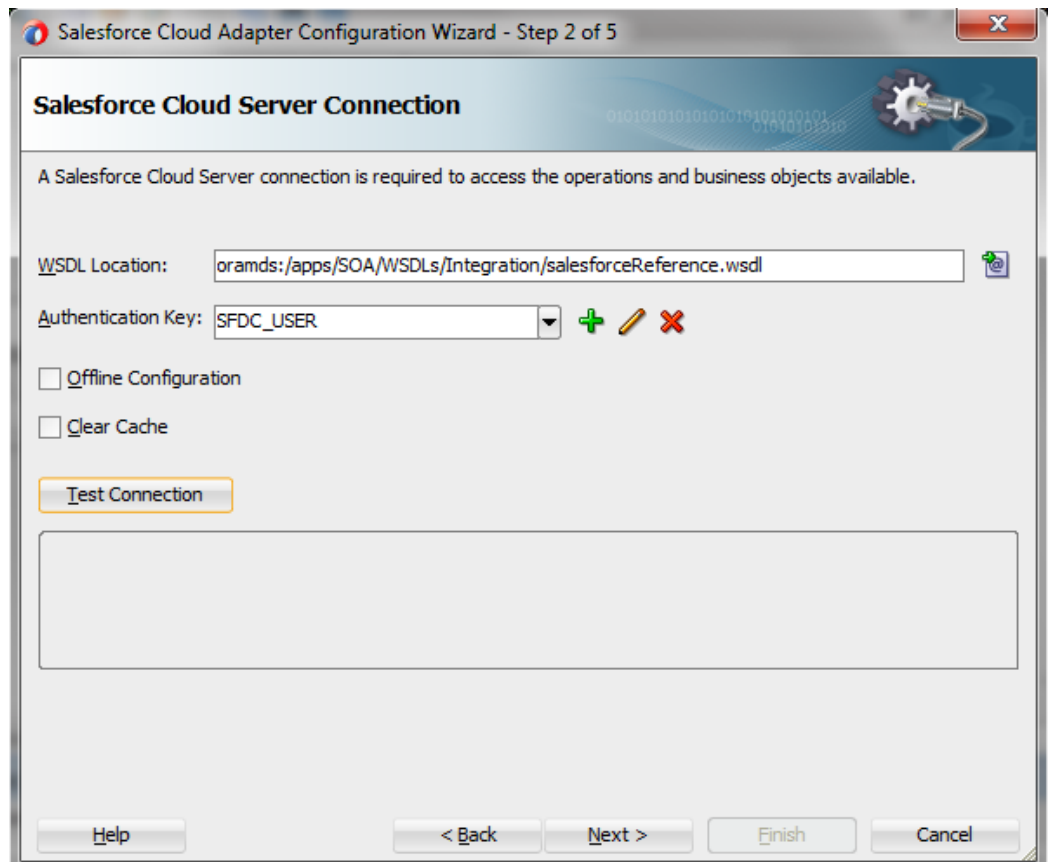 Salesforce Cloud Adapter Configuration Wizard - Step 2 of 5
Salesforce Cloud Server Connection
010101010101010101010101010101
01010101010
A Salesforce Cloud Server connection is required to access the operations and business objects available.
WSDL Location: oramds:/apps/SOA/WSDLs/Integration/salesforceReference.wsdl
Authentication Key: SFDC_USER
Offline Configuration
Clear Cache
Test Connection
Help < Back Next > Finish Cancel